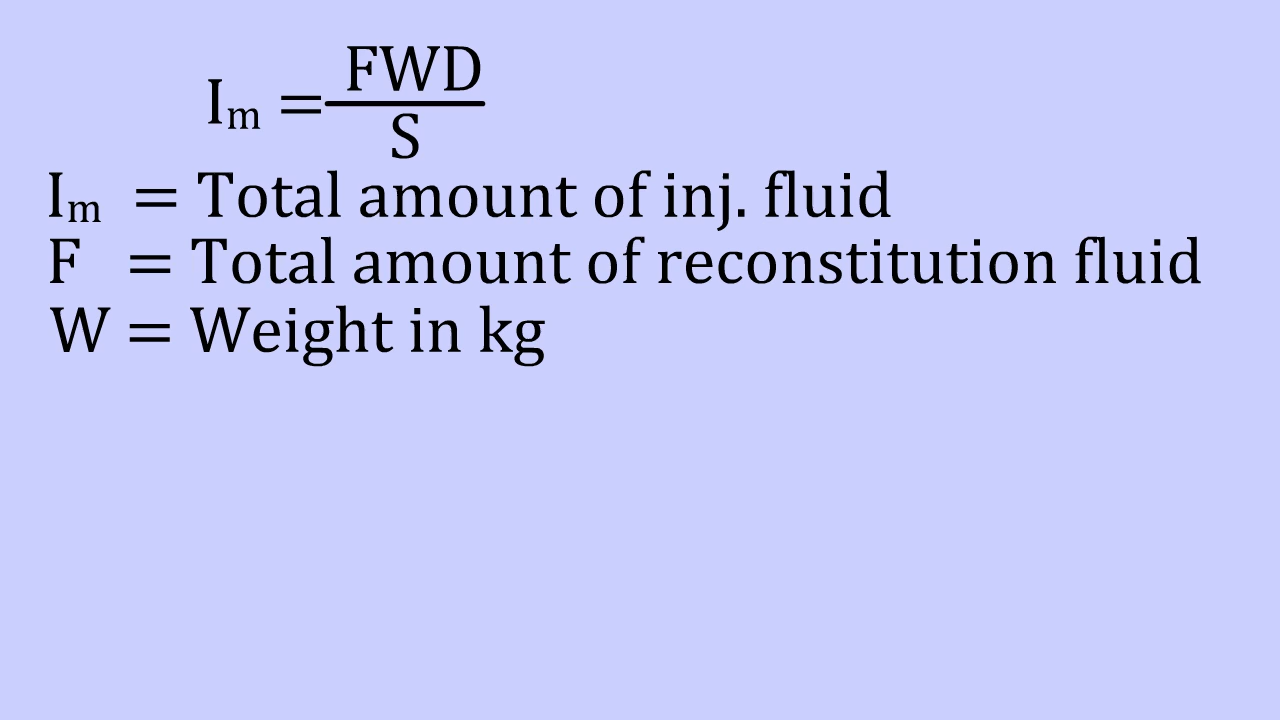 Iₘ = FWD
S
Iₘ = Total amount of inj. fluid
F = Total amount of reconstitution fluid
W = Weight in kg